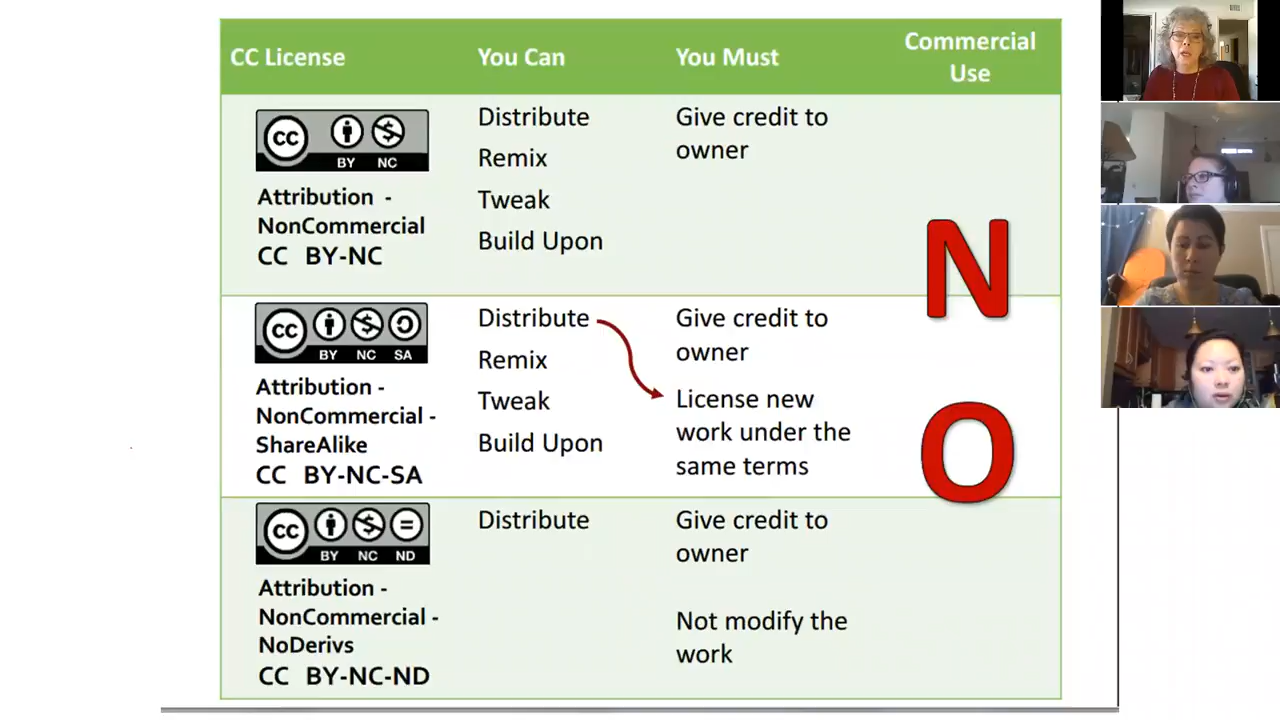 CC License
You Can
You Must
Commercial
Use
cc
BY NC
Attribution -
NonCommercial
CC BY-NC
Distribute
Remix
Tweak
Build Upon
Give credit to
owner
cc
BY NC SA
Attribution -
NonCommercial -
ShareAlike
CC BY-NC-SA
Distribute
Remix
Tweak
Build Upon
Give credit to
owner
License new
work under the
same terms
N
O
cc
BY NC ND
Attribution -
NonCommercial -
NoDerivs
CC BY-NC-ND
Distribute
Give credit to
owner
Not modify the
work